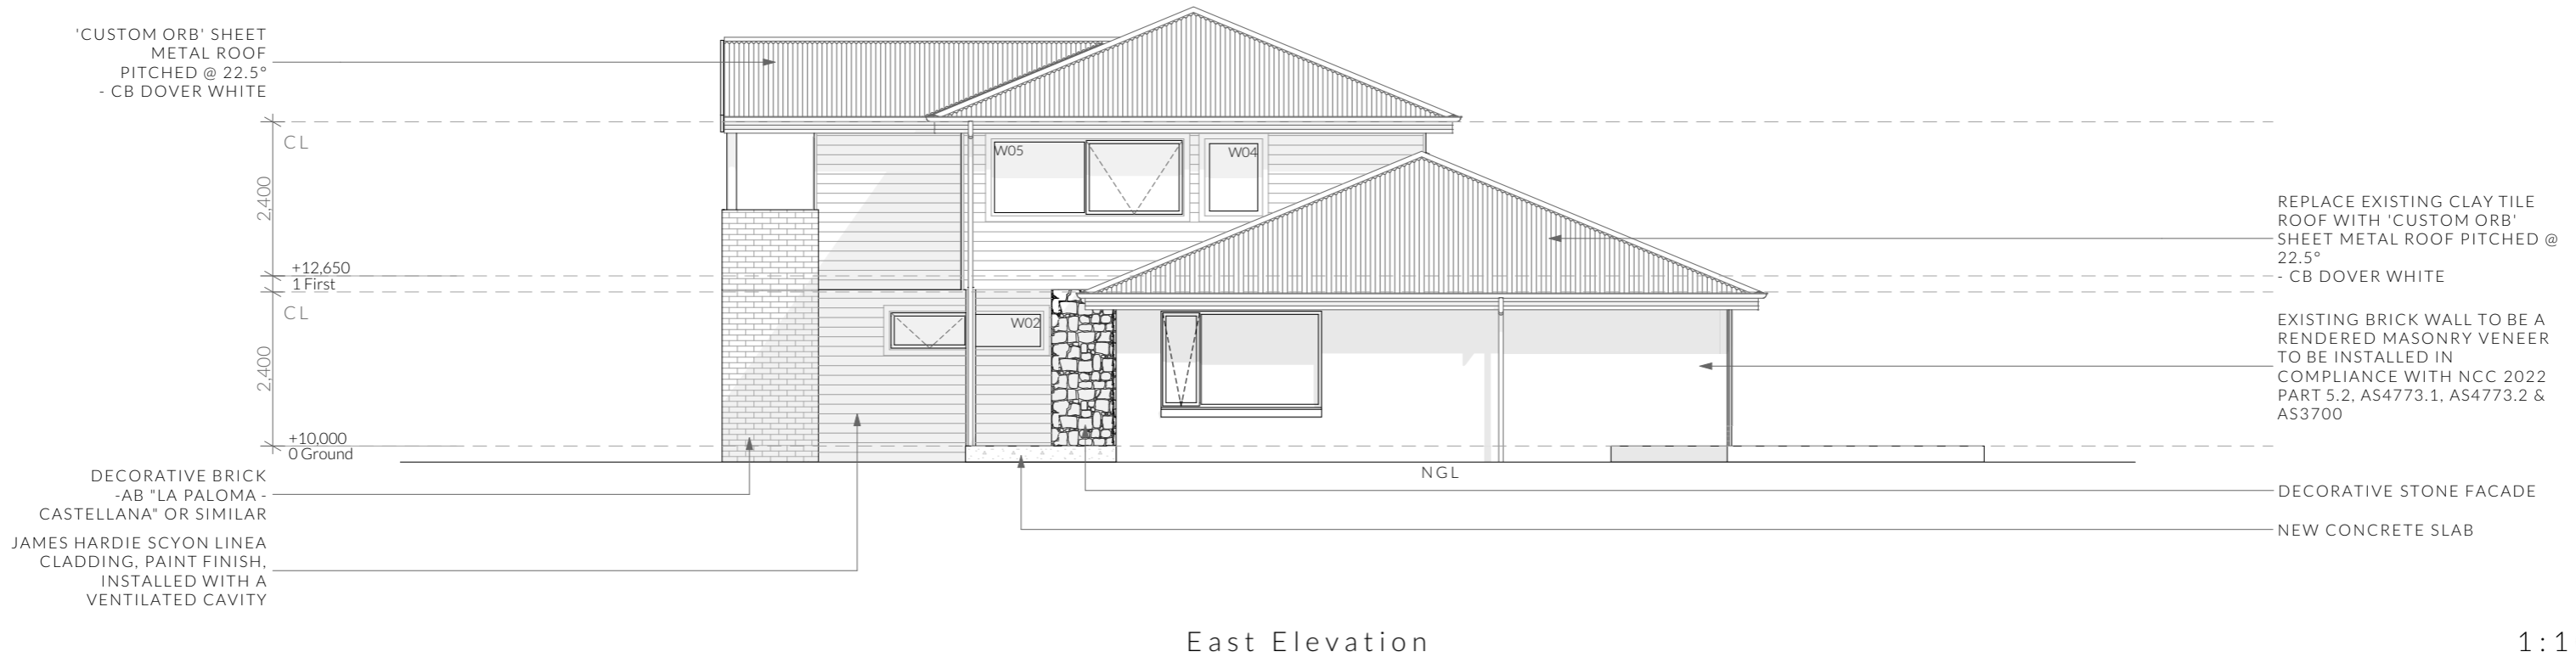 'CUSTOM ORB' SHEET
METAL ROOF
PITCHED @ 22.5°
- CB DOVER WHITE
CL
2,400
+12,650
1 First
CL
2,400
+10,000
0 Ground
DECORATIVE BRICK
-AB "LA PALOMA -
CASTELLANA" OR SIMILAR
JAMES HARDIE SCYON LINEA
CLADDING, PAINT FINISH,
INSTALLED WITH A
VENTILATED CAVITY
W05
W04
W02
NGL
REPLACE EXISTING CLAY TILE
ROOF WITH 'CUSTOM ORB'
SHEET METAL ROOF PITCHED @
22.5°
- CB DOVER WHITE
EXISTING BRICK WALL TO BE A
RENDERED MASONRY VENEER
TO BE INSTALLED IN
COMPLIANCE WITH NCC 2022
PART 5.2, AS4773.1, AS4773.2 &
AS3700
DECORATIVE STONE FACADE
NEW CONCRETE SLAB
East Elevation
1:1